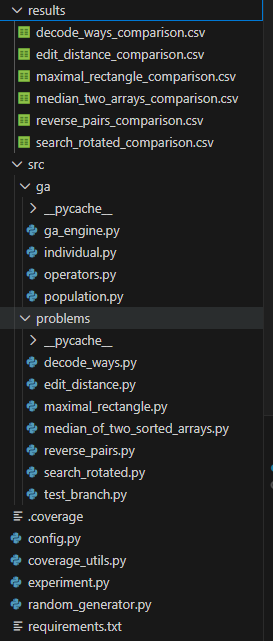 results
decode_ways_comparison.csv
edit_distance_comparison.csv
maximal_rectangle_comparison.csv
median_two_arrays_comparison.csv
reverse_pairs_comparison.csv
search_rotated_comparison.csv
src
ga
__pycache__
ga_engine.py
individual.py
operators.py
population.py
problems
__pycache__
decode_ways.py
edit_distance.py
maximal_rectangle.py
median_of_two_sorted_arrays.py
reverse_pairs.py
search_rotated.py
test_branch.py
.coverage
config.py
coverage_utils.py
experiment.py
random_generator.py
requirements.txt